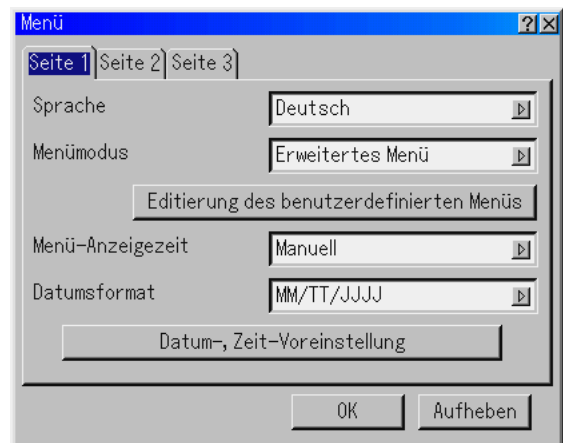 Menü ? X
Seite 1 Seite 2 Seite 3
Sprache Deutsch
Menümodus Erweitertes Menü
Editierung des benutzerdefinierten Menüs
Menü-Anzeigezeit Manuell
Datumsformat MM/TT/JJJJ
Datum-, Zeit-Voreinstellung
OK Aufheben